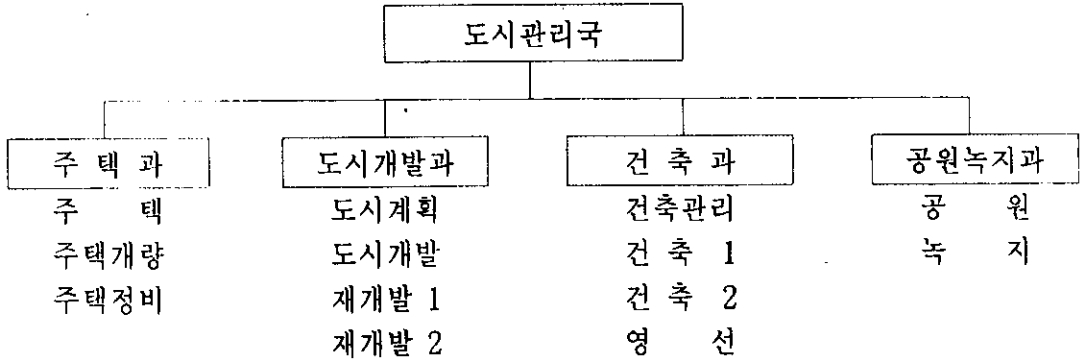 도시관리국
주 택 과 도시개발과 건 축 과 공원녹지과
주 택 도시계획 건축관리 공 원
주택개량 도시개발 건 축 1 녹 지
주택정비 재개발 1 건 축 2
재개발 2 영 선